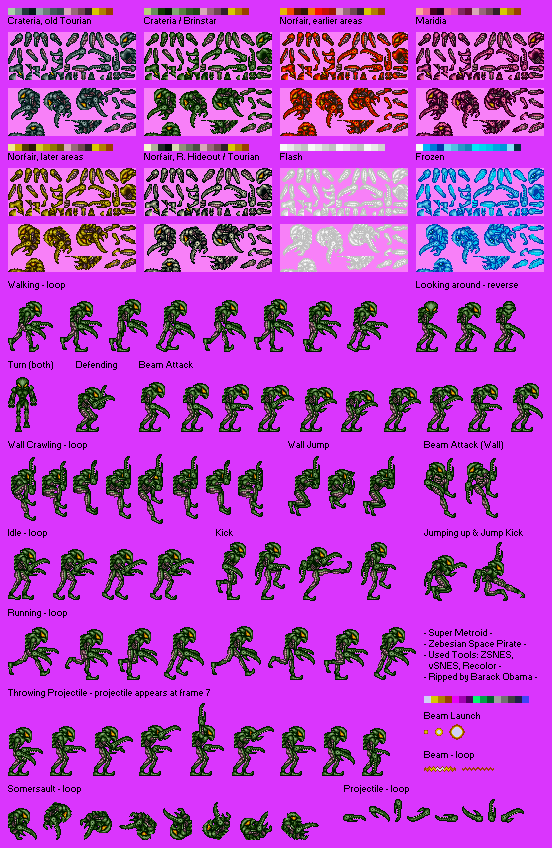 Crateria, old Tourian
Crateria / Brinstar
Norfair, earlier areas
Maridia
Norfair, later areas
Norfair, R. Hideout / Tourian
Flash
Frozen
Walking - loop
Looking around - reverse
Turn (both)
Defending
Beam Attack
Wall Crawling - loop
Wall Jump
Beam Attack (Wall)
Idle - loop
Kick
Jumping up & Jump Kick
Running - loop
- Super Metroid -
- Zebesian Space Pirate -
- Used Tools: ZSNES,
vSNES, Recolor -
- Ripped by Barack Obama -
Throwing Projectile - projectile appears at frame 7
Beam Launch
Beam - loop
Somersault - loop
Projectile - loop